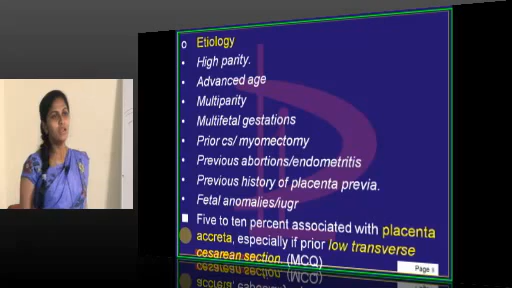 Etiology
High parity.
Advanced age
Multiparity
Multifetal gestations
Prior cs/ myomectomy
Previous abortions/endometritis
Previous history of placenta previa.
Fetal anomalies/iugr
Five to ten percent associated with placenta
accreta, especially if prior low transverse
cesarean section. (MCQ)
Page